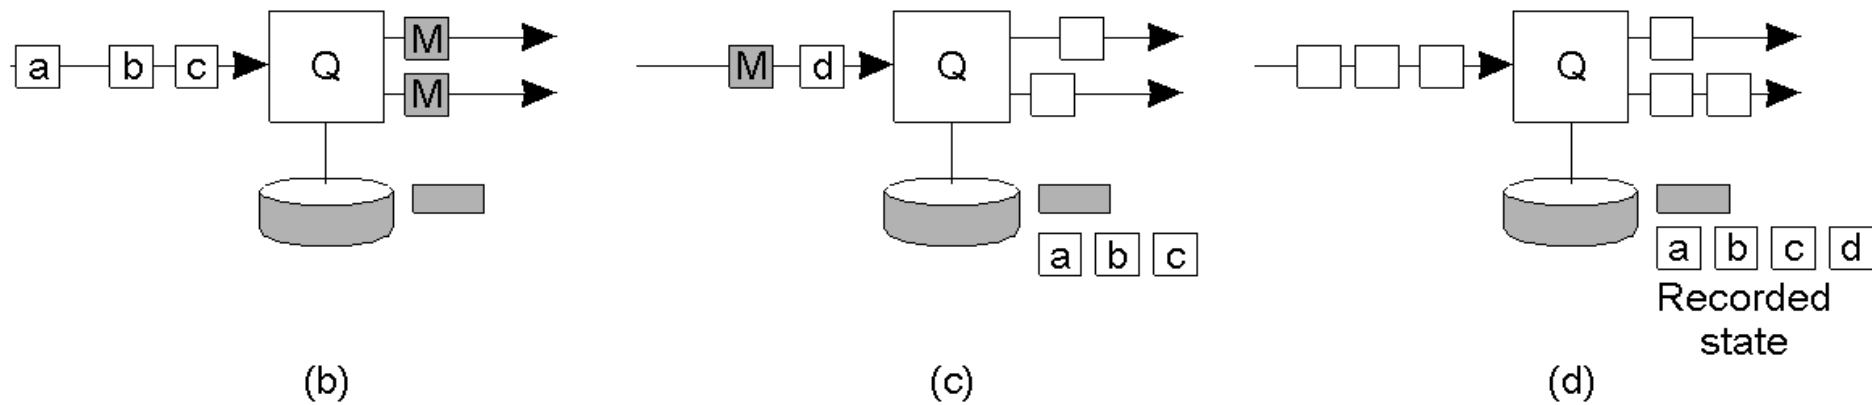 a b c Q M
M
M d Q
Q
a b c
a b c d
Recorded
state
(b) (c) (d)